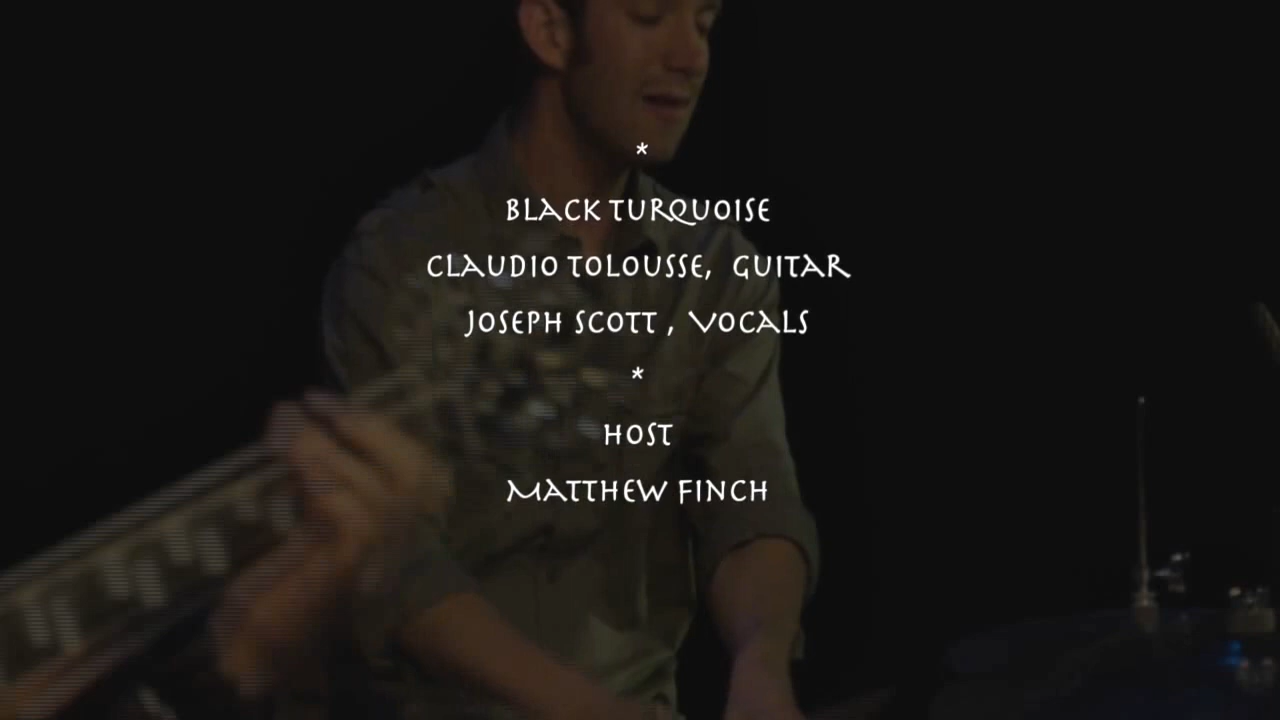 *
BLACK TURQUOISE
CLAUDIO TOLOUSSE, GUITAR
JOSEPH SCOTT , VOCALS
*
HOST
MATTHEW FINCH